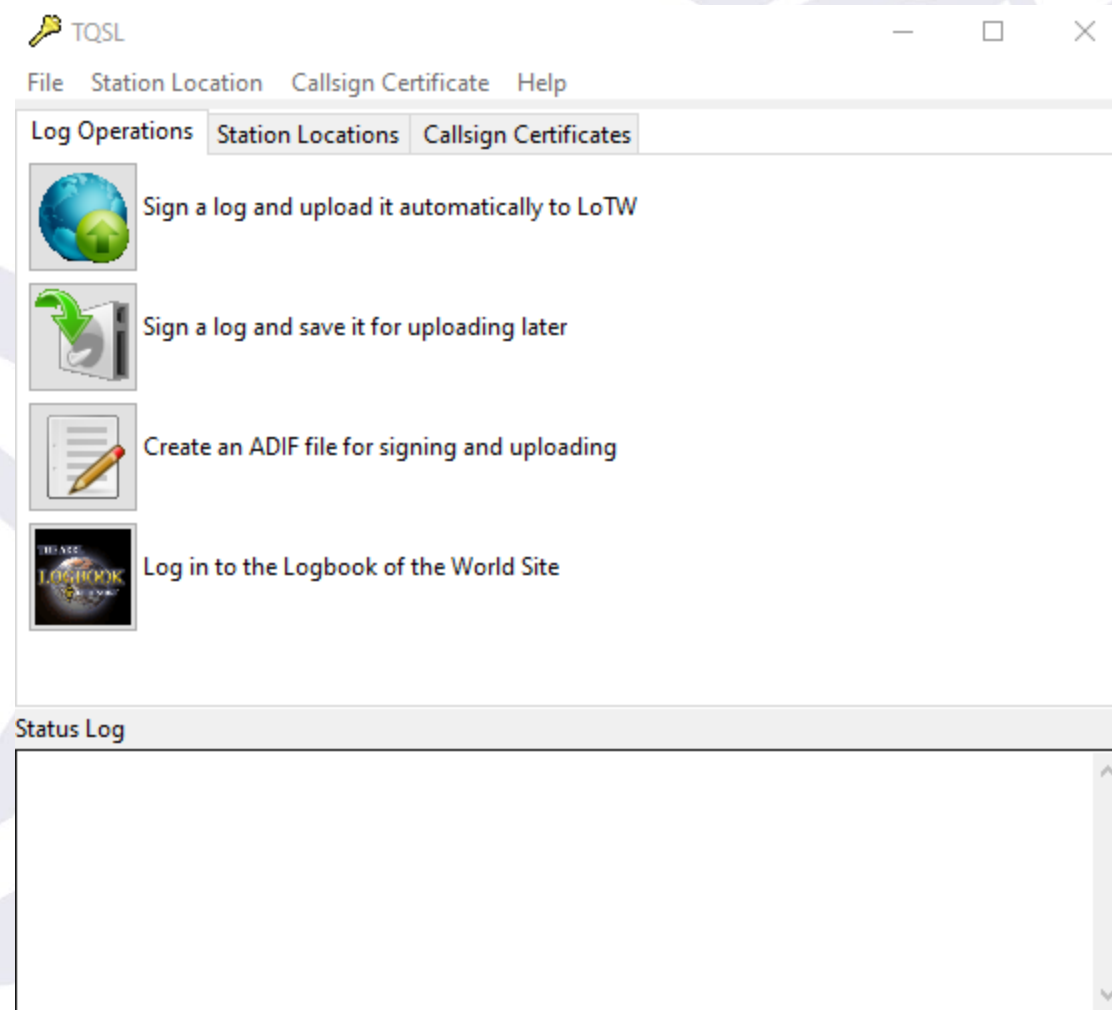 TQSL
File Station Location Callsign Certificate Help
Log Operations Station Locations Callsign Certificates
Sign a log and upload it automatically to LoTW
Sign a log and save it for uploading later
Create an ADIF file for signing and uploading
LOGBOOK
Log in to the Logbook of the World Site
Status Log